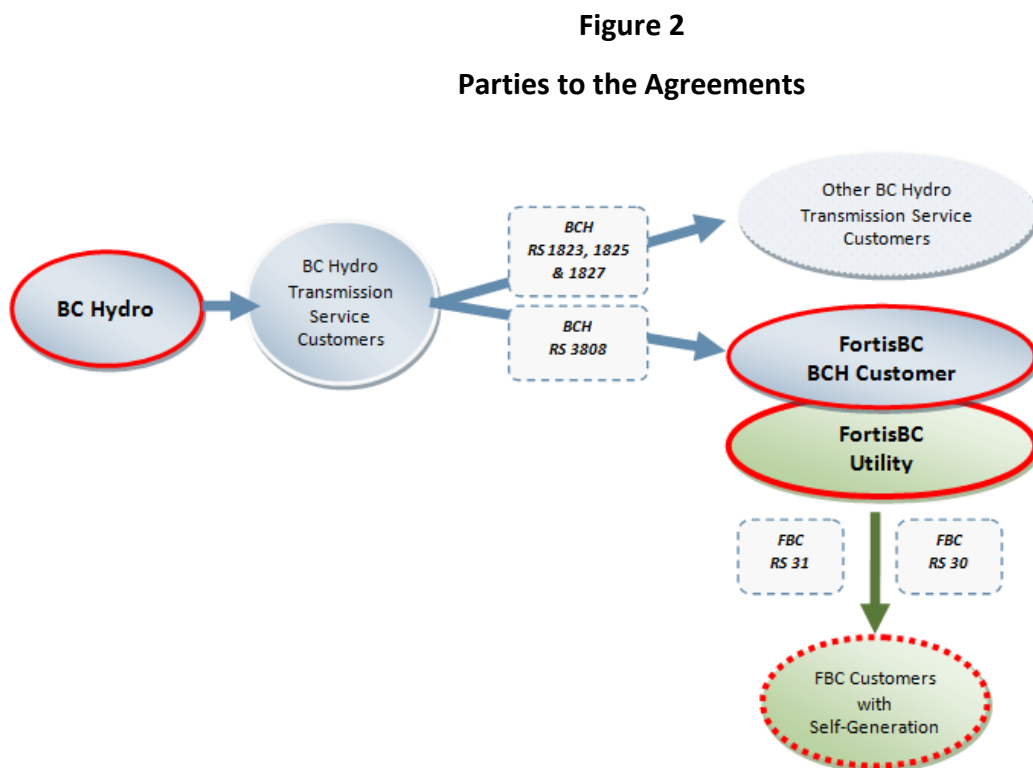 Figure 2
Parties to the Agreements
Other BC Hydro
Transmission Service
Customers
BCH
RS 1823, 1825
& 1827
BC Hydro
BC Hydro
Transmission
Service
Customers
BCH
RS 3808
FortisBC
BCH Customer
FortisBC
Utility
FBC
RS 31
FBC
RS 30
FBC Customers
with
Self-Generation